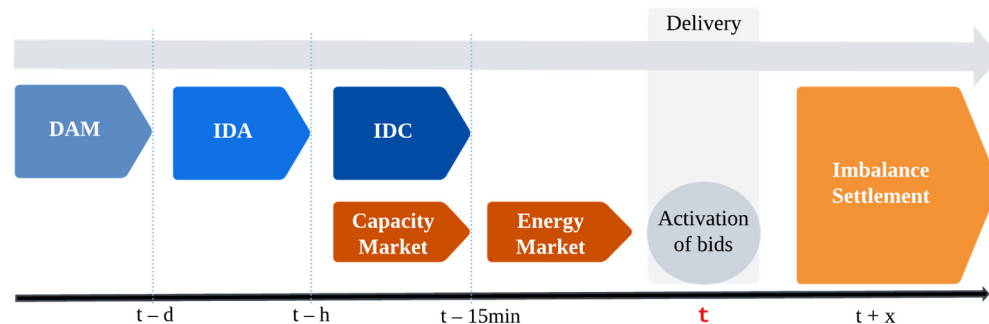 Delivery
DAM
IDA
IDC
Imbalance
Settlement
Capacity
Market
Energy
Market
Activation
of bids
t – d
t – h
t – 15min
t
t + x